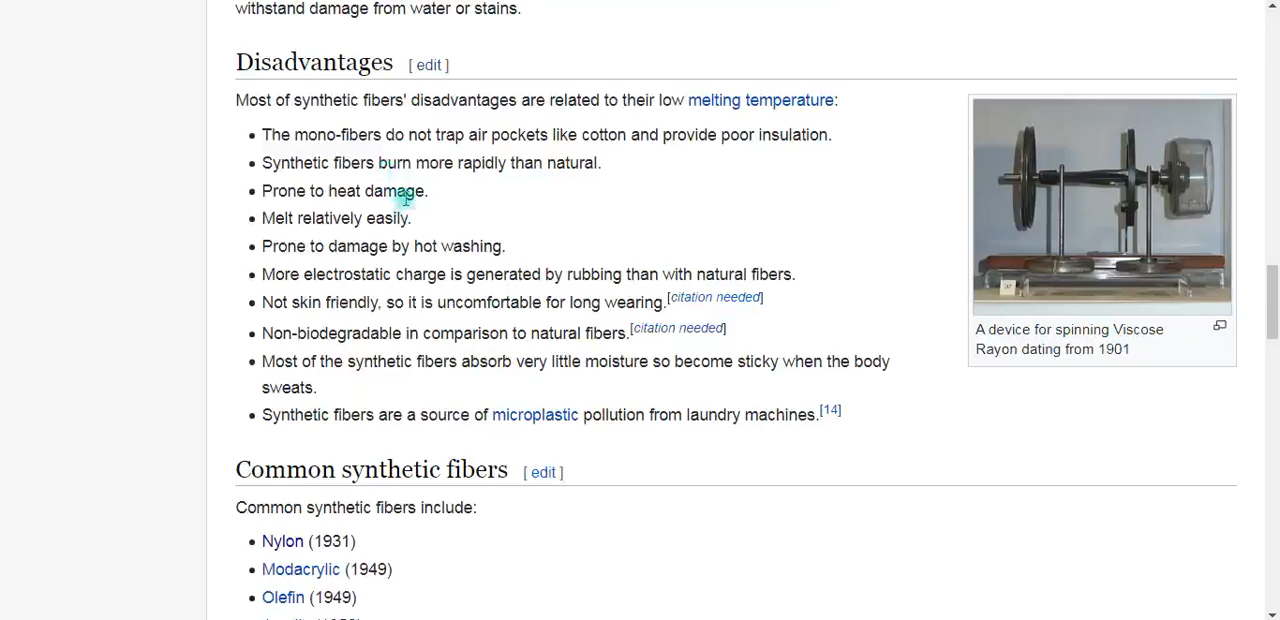 withstand damage from water or stains.
Disadvantages [ edit ]
Most of synthetic fibers' disadvantages are related to their low melting temperature:
• The mono-fibers do not trap air pockets like cotton and provide poor insulation.
• Synthetic fibers burn more rapidly than natural.
• Prone to heat damage.
• Melt relatively easily.
• Prone to damage by hot washing.
• More electrostatic charge is generated by rubbing than with natural fibers.
• Not skin friendly, so it is uncomfortable for long wearing.[citation needed]
• Non-biodegradable in comparison to natural fibers.[citation needed]
• Most of the synthetic fibers absorb very little moisture so become sticky when the body
sweats.
• Synthetic fibers are a source of microplastic pollution from laundry machines.[14]
A device for spinning Viscose
Rayon dating from 1901
Common synthetic fibers [ edit ]
Common synthetic fibers include:
• Nylon (1931)
• Modacrylic (1949)
• Olefin (1949)